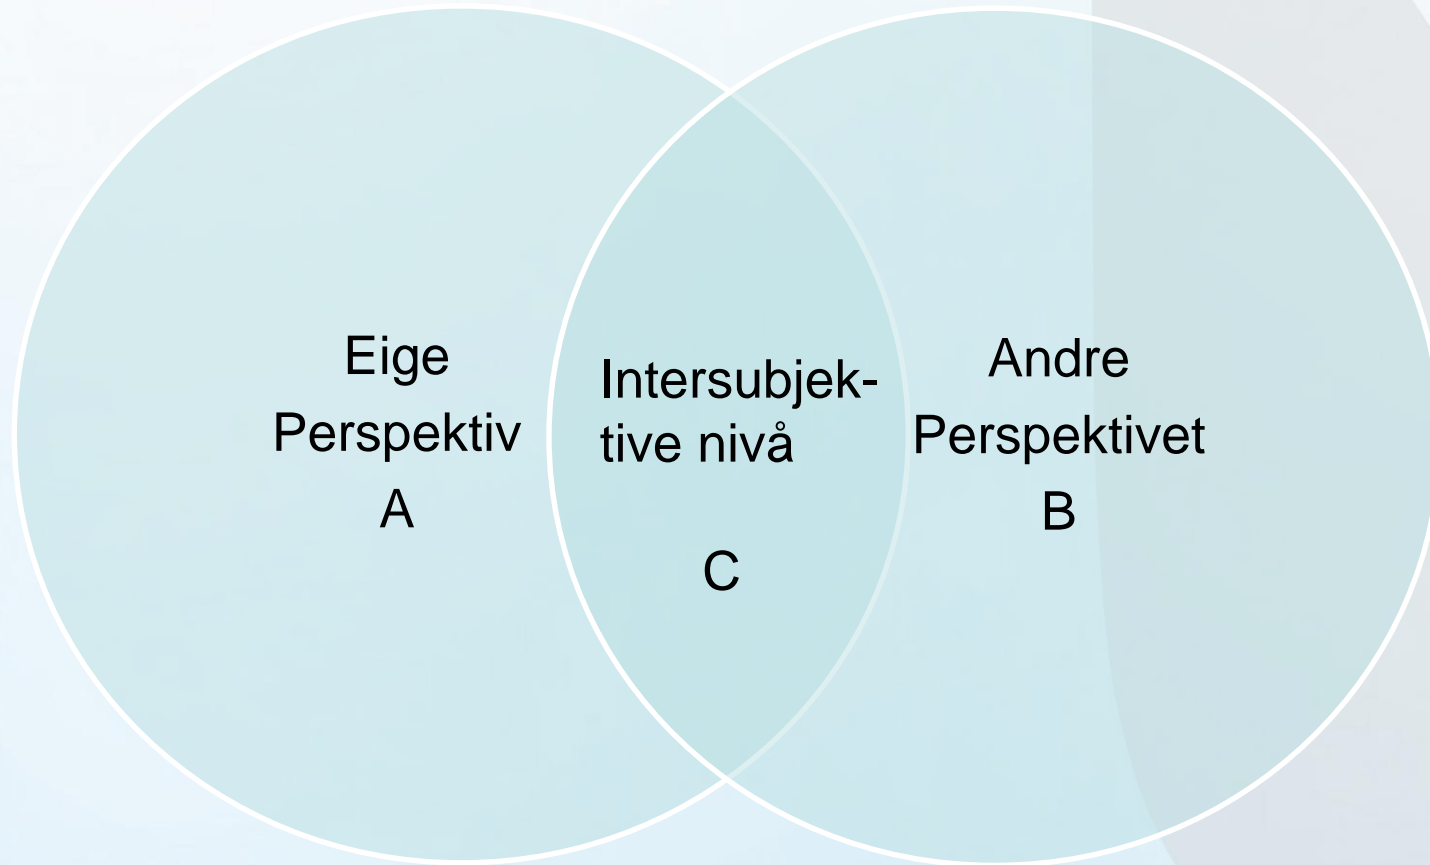 Eige
Perspektiv
A
Intersubjek-
tive nivå
C
Andre
Perspektivet
B